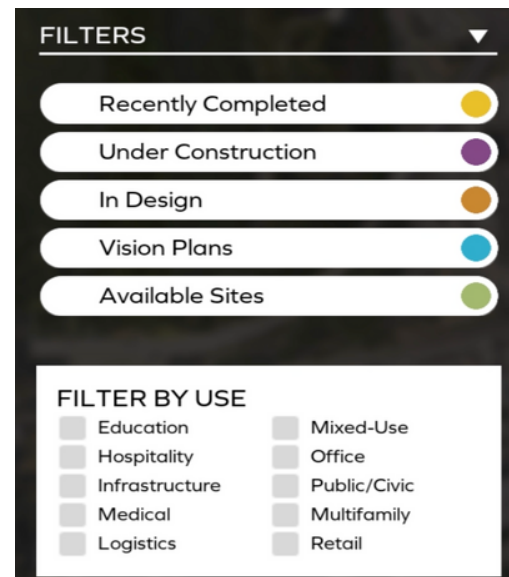 FILTERS
Recently Completed
Under Construction
In Design
Vision Plans
Available Sites
FILTER BY USE
Education
Hospitality
Infrastructure
Medical
Logistics
Mixed-Use
Office
Public/Civic
Multifamily
Retail